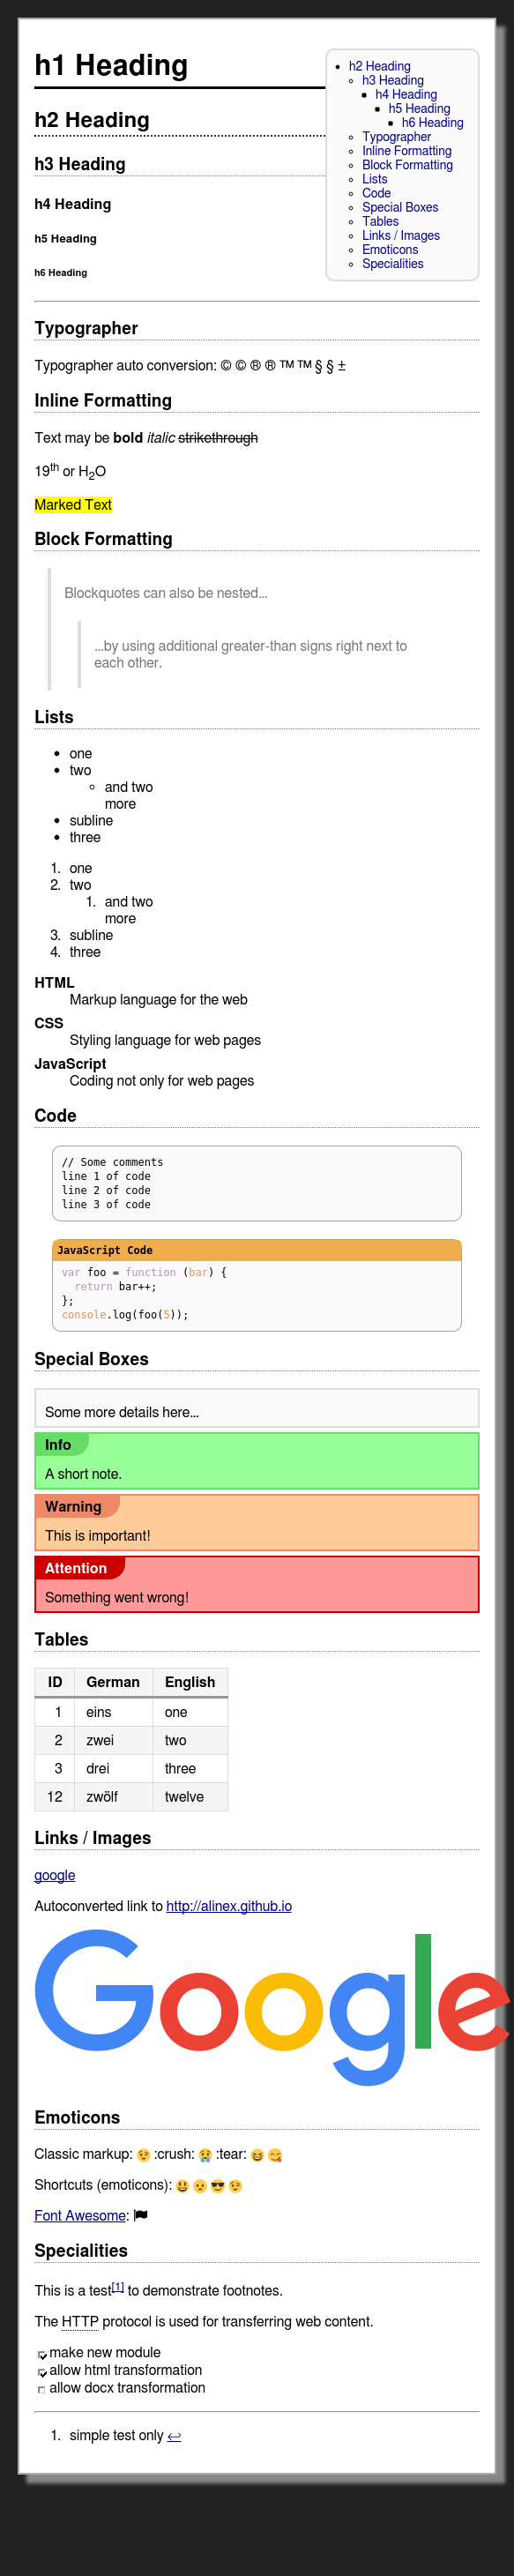 h1 Heading
h2 Heading
h3 Heading
h4 Heading
h5 Heading
h6 Heading
Typographer
Inline Formatting
Block Formatting
Lists
Code
Special Boxes
Tables
Links / Images
Emoticons
Specialities
h2 Heading
h3 Heading
h4 Heading
h5 Heading
h6 Heading
Typographer
Typographer auto conversion: © © ® ® ™ ™ § § ±
Inline Formatting
Text may be bold italic strikethrough
19th or H2O
Marked Text
Block Formatting
Blockquotes can also be nested…
…by using additional greater-than signs right next to
each other.
Lists
one
two
and two
more
subline
three
1. one
2. two
1. and two
more
3. subline
4. three
HTML
Markup language for the web
CSS
Styling language for web pages
JavaScript
Coding not only for web pages
Code
// Some comments
line 1 of code
line 2 of code
line 3 of code
JavaScript Code
var foo = function (bar) {
return bar++;
};
console.log(foo(5));
Special Boxes
Some more details here…
Info
A short note.
Warning
This is important!
Attention
Something went wrong!
Tables
ID German English
1 eins one
2 zwei two
3 drei three
12 zwölf twelve
Links / Images
google
Autoconverted link to http://alinex.github.io
Google
Emoticons
Classic markup: 😉 :crush: 😢 :tear: 😆 😋
Shortcuts (emoticons): 😃 😦 😎 😉
Font Awesome:
Specialities
This is a test[1] to demonstrate footnotes.
The HTTP protocol is used for transferring web content.
make new module
allow html transformation
allow docx transformation
1. simple test only ↩